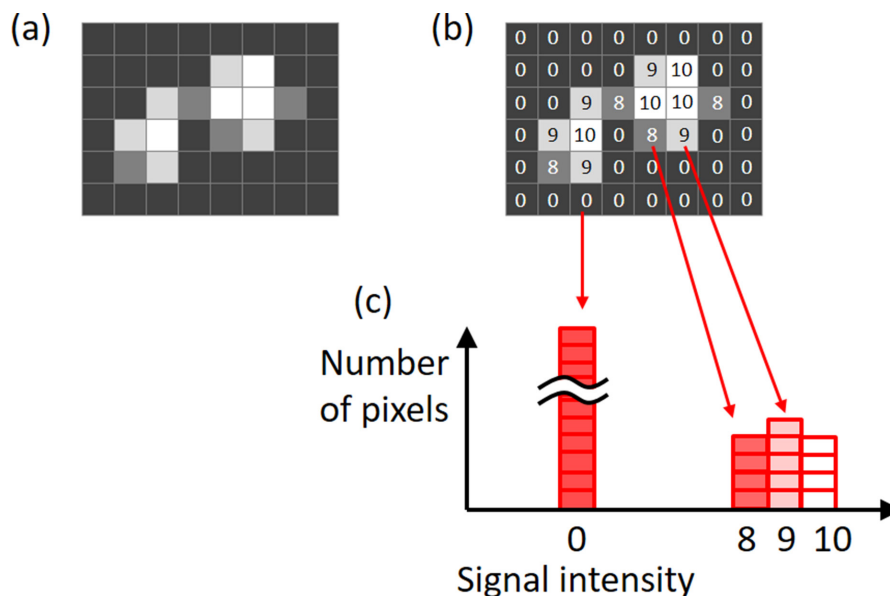 (a)
(b)
0 0 0 0 0 0 0 0
0 0 0 0 9 10 0 0
0 0 9 8 10 10 8 0
0 9 10 0 8 9 0 0
0 8 9 0 0 0 0 0
0 0 0 0 0 0 0 0
(c)
Number
of pixels
0 8 9 10
Signal intensity